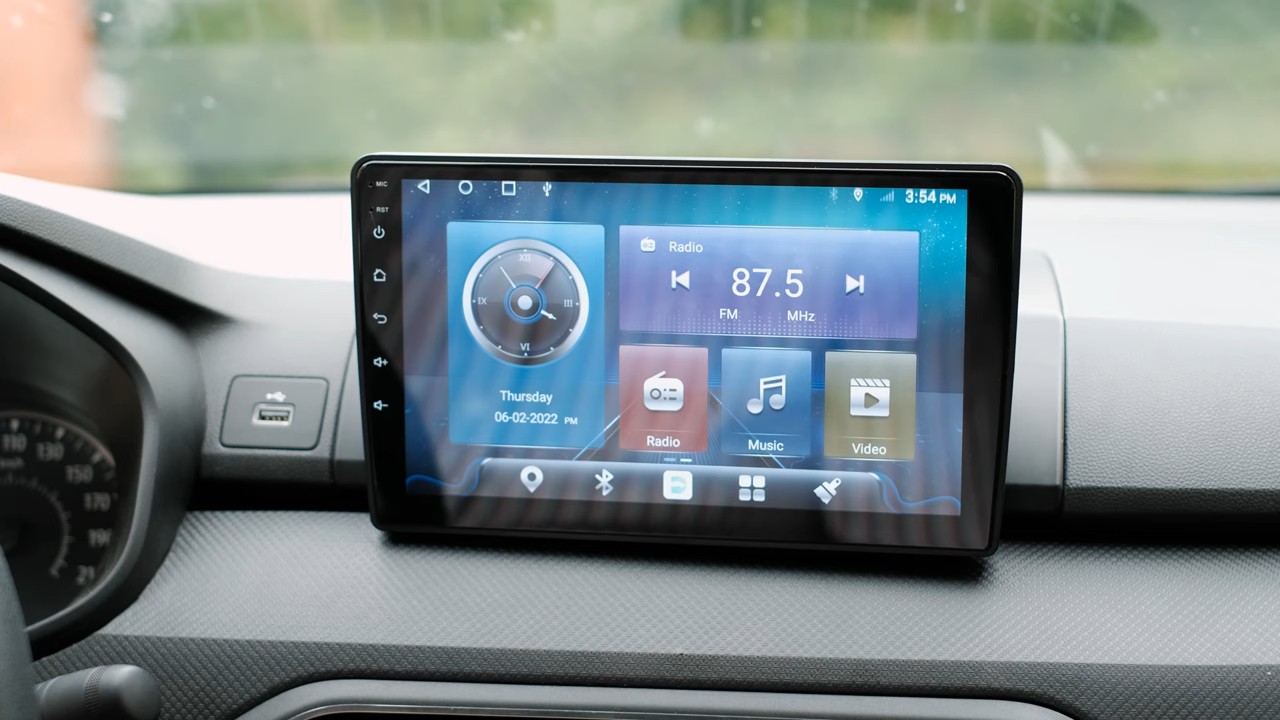 MIC
3:54 PM
RST
XII
III
VI
IX
Radio
87.5
FM MHz
Thursday
06-02-2022 PM
Radio
Music
Video
110
130
150
170